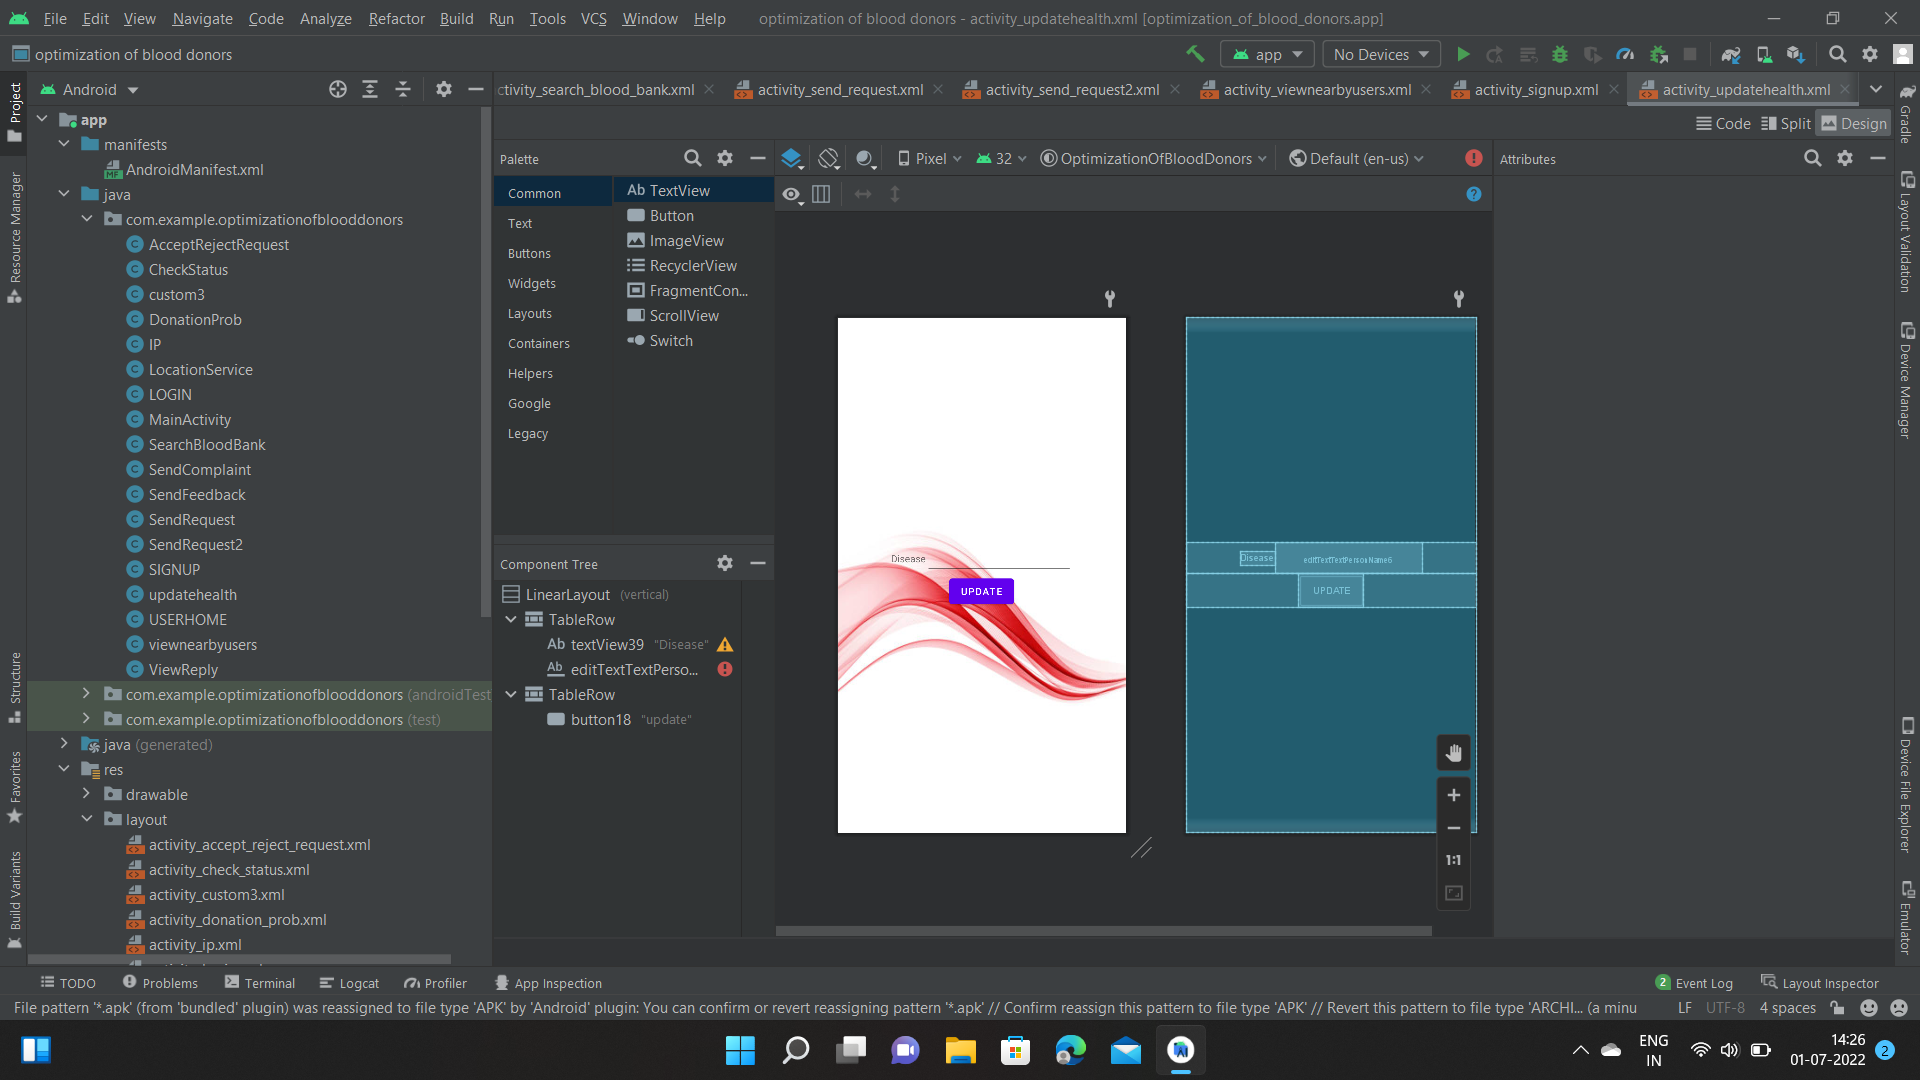 File Edit View Navigate Code Analyze Refactor Build Run Tools VCS Window Help optimization of blood donors - activity_updatehealth.xml [optimization_of_blood_donors.app]
optimization of blood donors app No Devices
Project
Resource Manager
Structure
Favorites
Build Variants
Android
app
manifests
AndroidManifest.xml
java
com.example.optimizationofblooddonors
AcceptRejectRequest
CheckStatus
custom3
DonationProb
IP
LocationService
LOGIN
MainActivity
SearchBloodBank
SendComplaint
SendFeedback
SendRequest
SendRequest2
SIGNUP
updatehealth
USERHOME
viewnearbyusers
ViewReply
com.example.optimizationofblooddonors (androidTest
com.example.optimizationofblooddonors (test)
java (generated)
res
drawable
layout
activity_accept_reject_request.xml
activity_check_status.xml
activity_custom3.xml
activity_donation_prob.xml
activity_ip.xml
ctivity_search_blood_bank.xml activity_send_request.xml activity_send_request2.xml activity_viewnearbyusers.xml activity_signup.xml activity_updatehealth.xml
Code Split Design
Palette
Common
Text
Buttons
Widgets
Layouts
Containers
Helpers
Google
Legacy
Ab TextView
Button
ImageView
RecyclerView
FragmentCon...
ScrollView
Switch
Pixel 32 OptimizationOfBloodDonors Default (en-us)
Attributes
Component Tree
LinearLayout (vertical)
TableRow
Ab textView39 "Disease"
Ab editTextTextPerso...
TableRow
button18 "update"
Disease
UPDATE
Disease editTextTextPersonName6
UPDATE
1:1
Gradle
Layout Validation
Device Manager
Device File Explorer
Emulator
TODO Problems Terminal Logcat Profiler App Inspection 2 Event Log Layout Inspector
File pattern '*.apk' (from 'bundled' plugin) was reassigned to file type 'APK' by 'Android' plugin: You can confirm or revert reassigning pattern '*.apk' // Confirm reassign this pattern to file type 'APK' // Revert this pattern to file type 'ARCHI... (a minu LF UTF-8 4 spaces
ENG
IN
14:26
01-07-2022
2